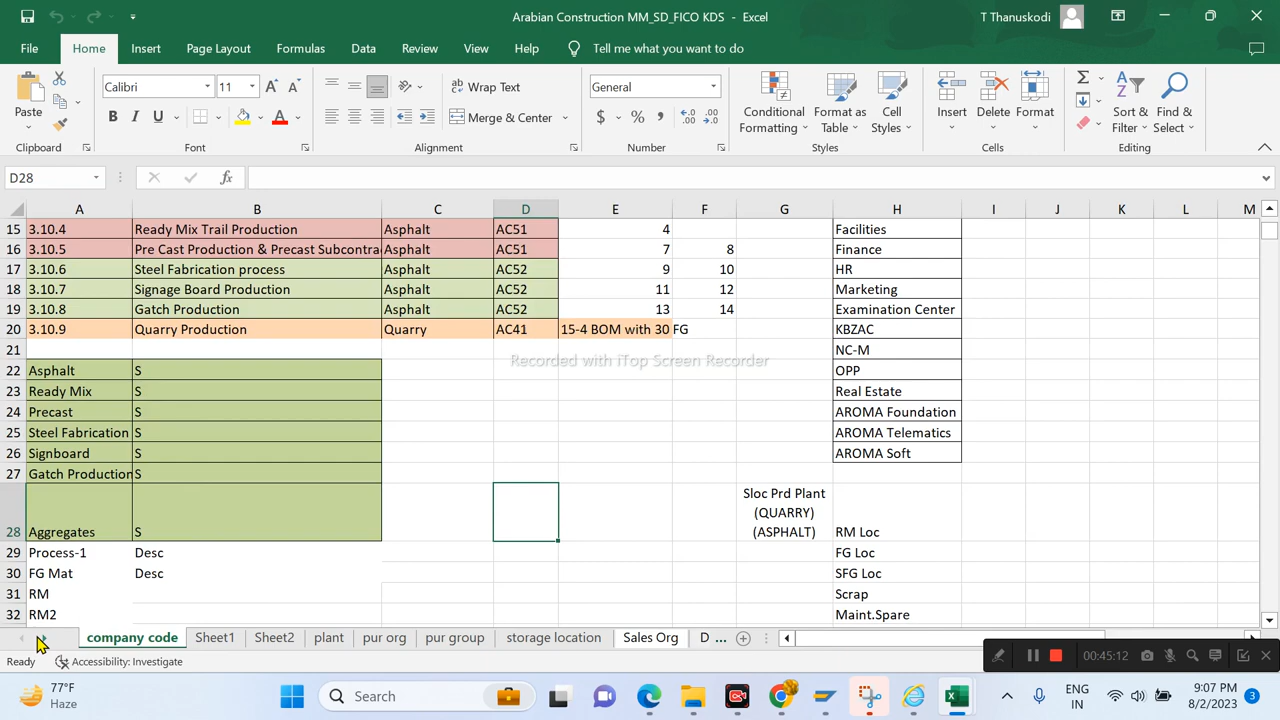 Arabian Construction MM_SD_FICO KDS - Excel
T Thanuskodi
File Home Insert Page Layout Formulas Data Review View Help Tell me what you want to do
Paste
Clipboard
Calibri 11
B I U
Font
Wrap Text
Merge & Center
Alignment
General
$ % ,
Number
Conditional Formatting
Format as Table
Cell Styles
Styles
Insert Delete Format
Cells
Sort & Filter
Find & Select
Editing
D28
fx
A B C D E F G H I J K L M
15 3.10.4 Ready Mix Trail Production Asphalt AC51 4 Facilities
16 3.10.5 Pre Cast Production & Precast Subcontra Asphalt AC51 7 8 Finance
17 3.10.6 Steel Fabrication process Asphalt AC52 9 10 HR
18 3.10.7 Signage Board Production Asphalt AC52 11 12 Marketing
19 3.10.8 Gatch Production Asphalt AC52 13 14 Examination Center
20 3.10.9 Quarry Production Quarry AC41 15-4 BOM with 30 FG KBZAC
21 NC-M
Recorded with iTop Screen Recorder
22 Asphalt S OPP
23 Ready Mix S Real Estate
24 Precast S AROMA Foundation
25 Steel Fabrication S AROMA Telematics
26 Signboard S AROMA Soft
27 Gatch Production S
28 Aggregates S Sloc Prd Plant (QUARRY) (ASPHALT) RM Loc
29 Process-1 Desc FG Loc
30 FG Mat Desc SFG Loc
31 RM Scrap
32 RM2 Maint.Spare
company code Sheet1 Sheet2 plant pur org pur group storage location Sales Org D ...
Ready Accessibility: Investigate
00:45:12
77°F
Haze
Search
ENG
IN
9:07 PM
8/2/2023
3